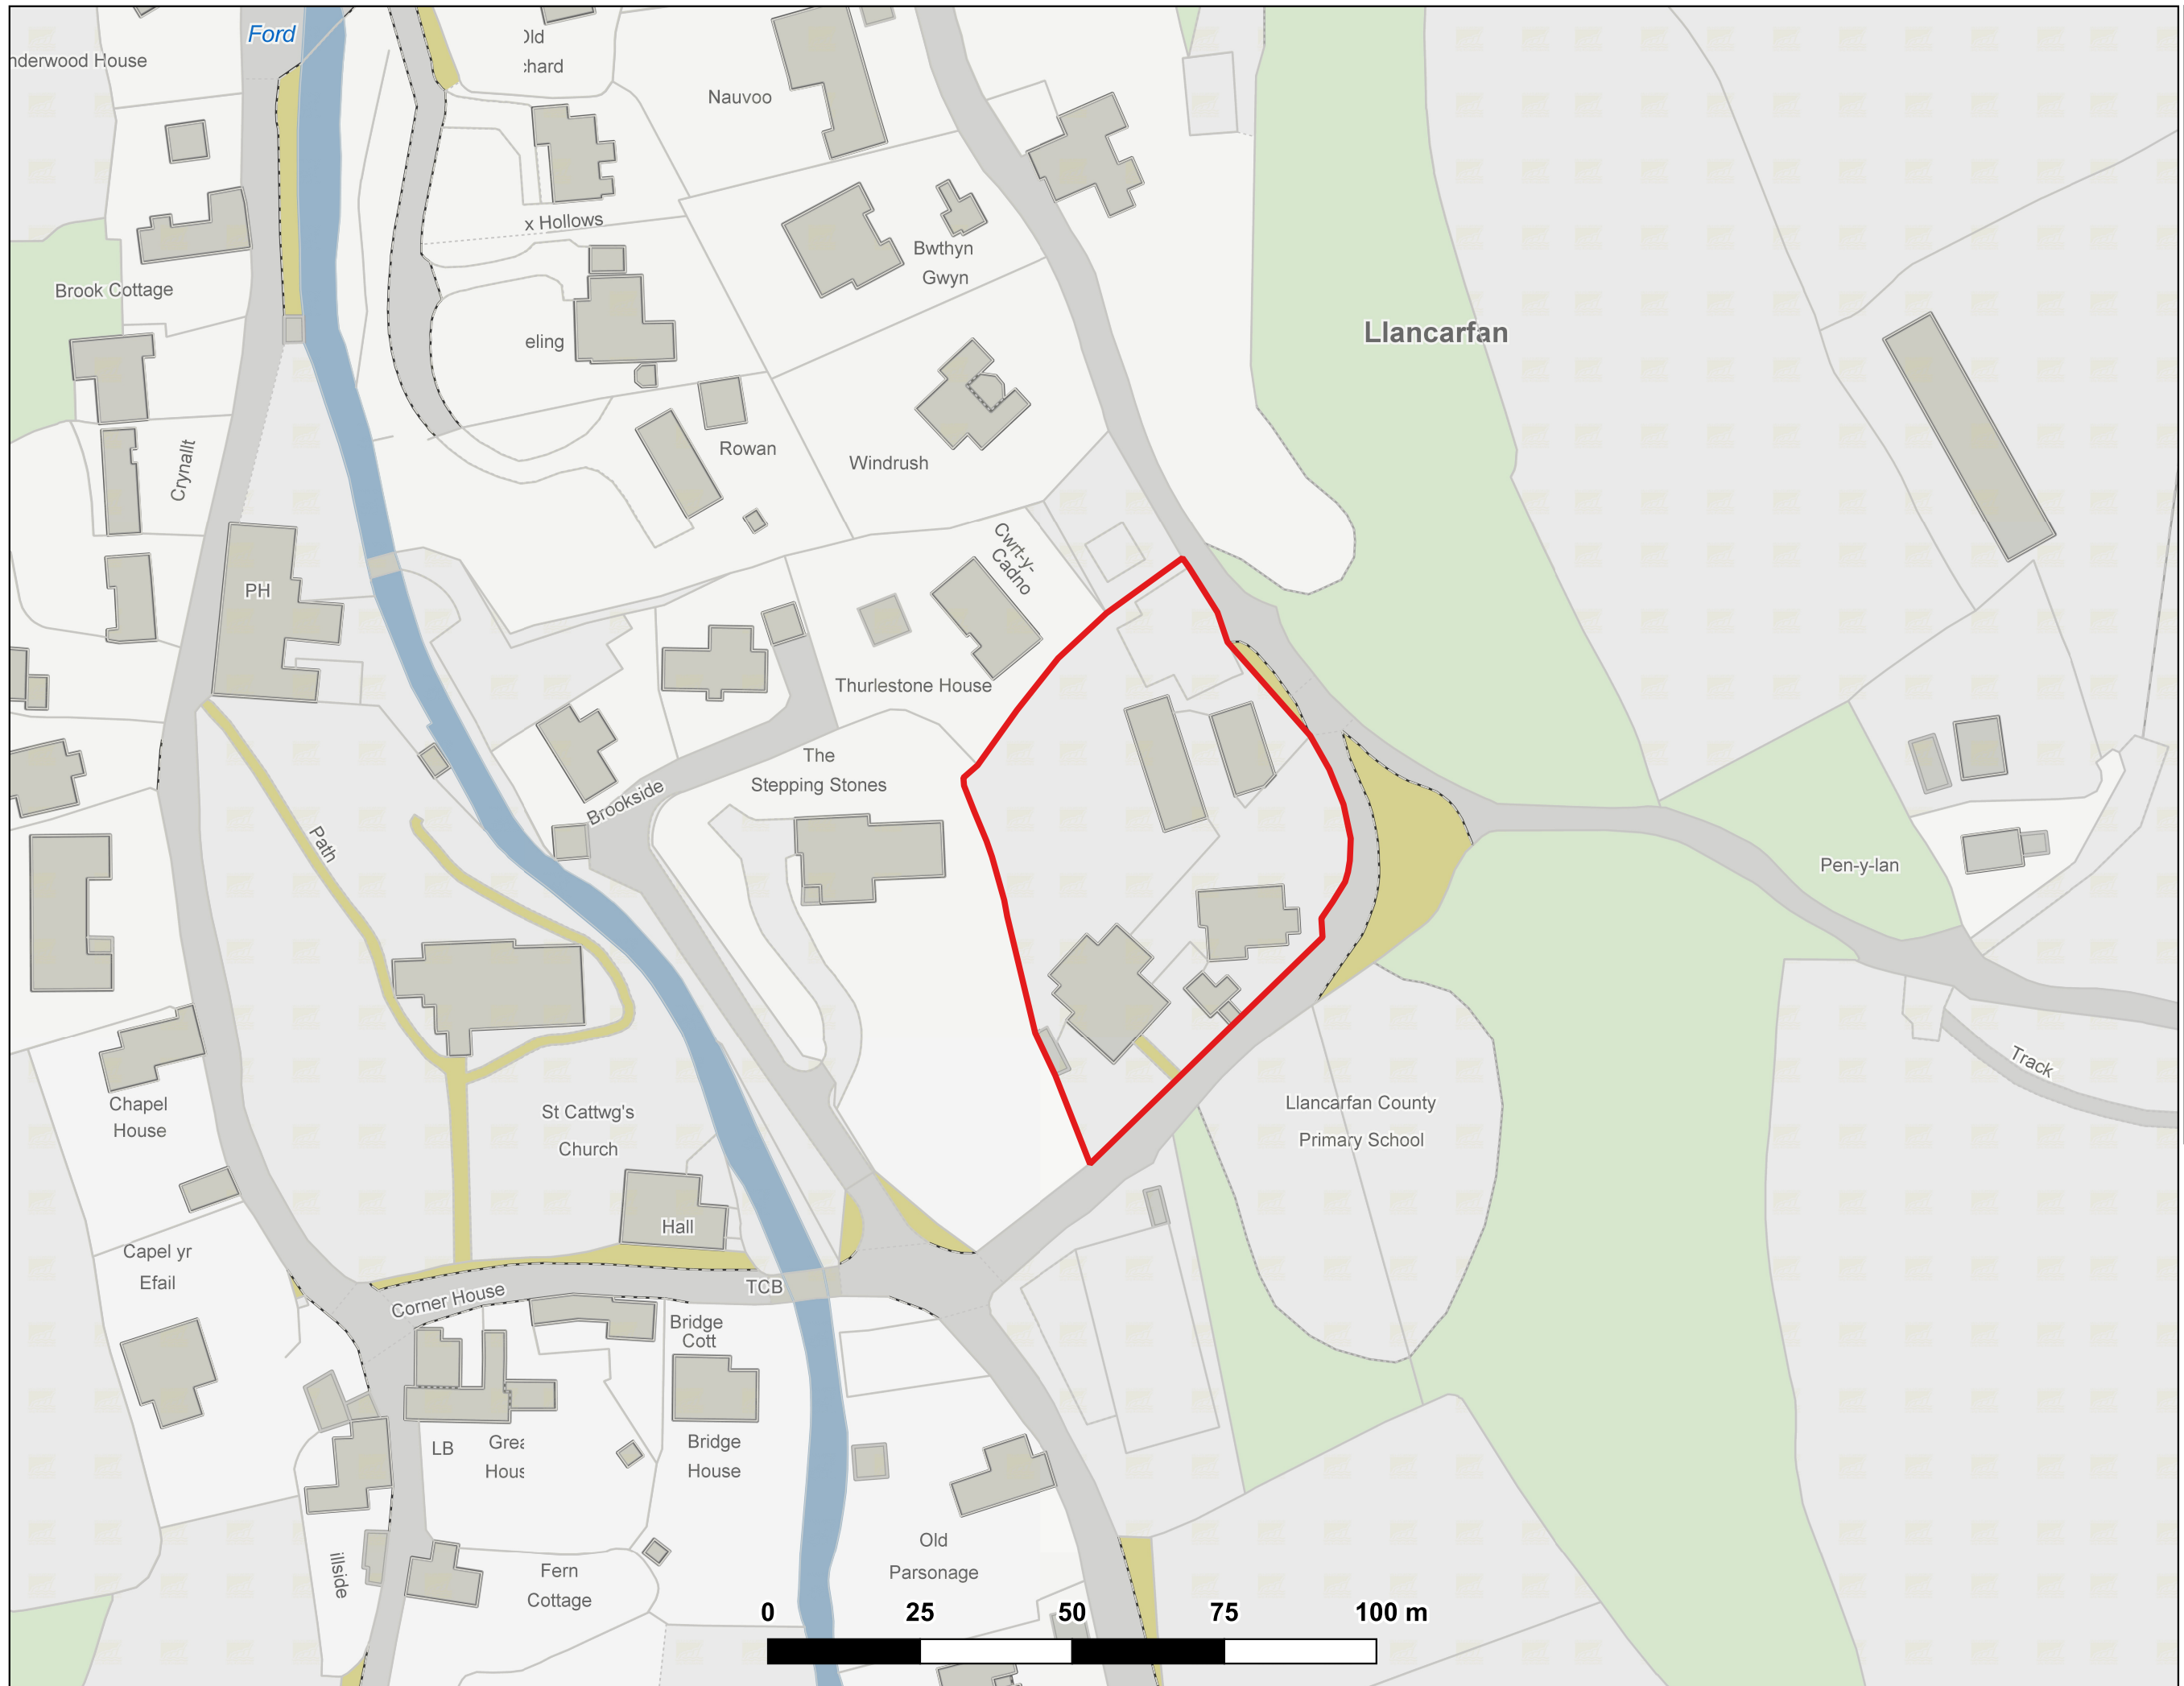 Ford
nderwood House
Old
chard
Nauvoo
x Hollows
Bwthyn
Gwyn
Brook Cottage
eling
Llancarfan
Rowan
Windrush
Crynallt
Cwrt-y-
Cadno
PH
Thurlestone House
The
Stepping Stones
Brookside
Path
Pen-y-lan
Track
Chapel
House
St Cattwg's
Church
Llancarfan County
Primary School
Hall
Capel yr
Efail
TCB
Corner House
Bridge
Cott
LB
Grea
Hous
Bridge
House
Old
Parsonage
illside
Fern
Cottage
0 25 50 75 100 m